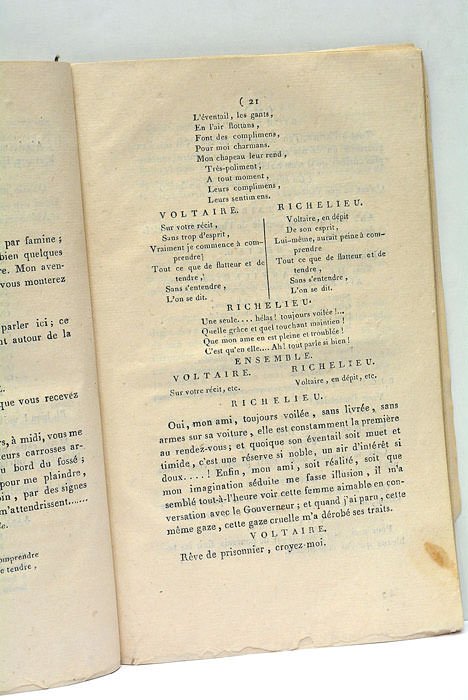 par famine ;
bien quelques
re. Mon aven-
vous monterez
parler ici ; ce
nt autour de la
que vous recevez
rs, à midi, vous me
leurs carrosses ar-
u bord du fossé ;
pour me plaindre,
oin, par des signes
m'attendrissent.......
omprendre
e tendre,
( 21
L'éventail, les gants,
En l'air flottans,
Font des complimens,
Pour moi charmans.
Mon chapeau leur rend,
Très-poliment,
A tout moment,
Leurs complimens,
Leurs sentimens.
VOLTAIRE.
Sur votre récit,
Sans trop d'esprit,
Vraiment je commence à com-
prendre
Tout ce que de flatteur et de
tendre,
Sans s'entendre,
L'on se dit.
RICHELIEU.
Voltaire, en dépit
De son esprit,
Lui-même, aurait peine à com-
prendre
Tout ce que de flatteur et de
tendre,
Sans s'entendre,
L'on se dit.
RICHELIEU.
Une seule.... hélas! toujours voilée!...
Quelle grâce et quel touchant maintien!
Que mon ame en est pleine et troublée!
C'est qu'en elle.... Ah! tout parle si bien!
ENSEMBLE.
VOLTAIRE.
Sur votre récit, etc.
RICHELIEU.
Voltaire, en dépit, etc.
RICHELIEU.
Oui, mon ami, toujours voilée, sans livrée, sans
armes sur sa voiture, elle est constamment la première
au rendez-vous; et quoique son éventail soit muet et
timide, c'est une réserve si noble, un air d'intérêt si
doux.....! Enfin, mon ami, soit réalité, soit que
mon imagination séduite me fasse illusion, il m'a
semblé tout-à-l'heure voir cette femme aimable en con-
versation avec le Gouverneur; et quand j'ai paru, cette
même gaze, cette gaze cruelle m'a dérobé ses traits.
VOLTAIRE.
Rêve de prisonnier, croyez-moi.